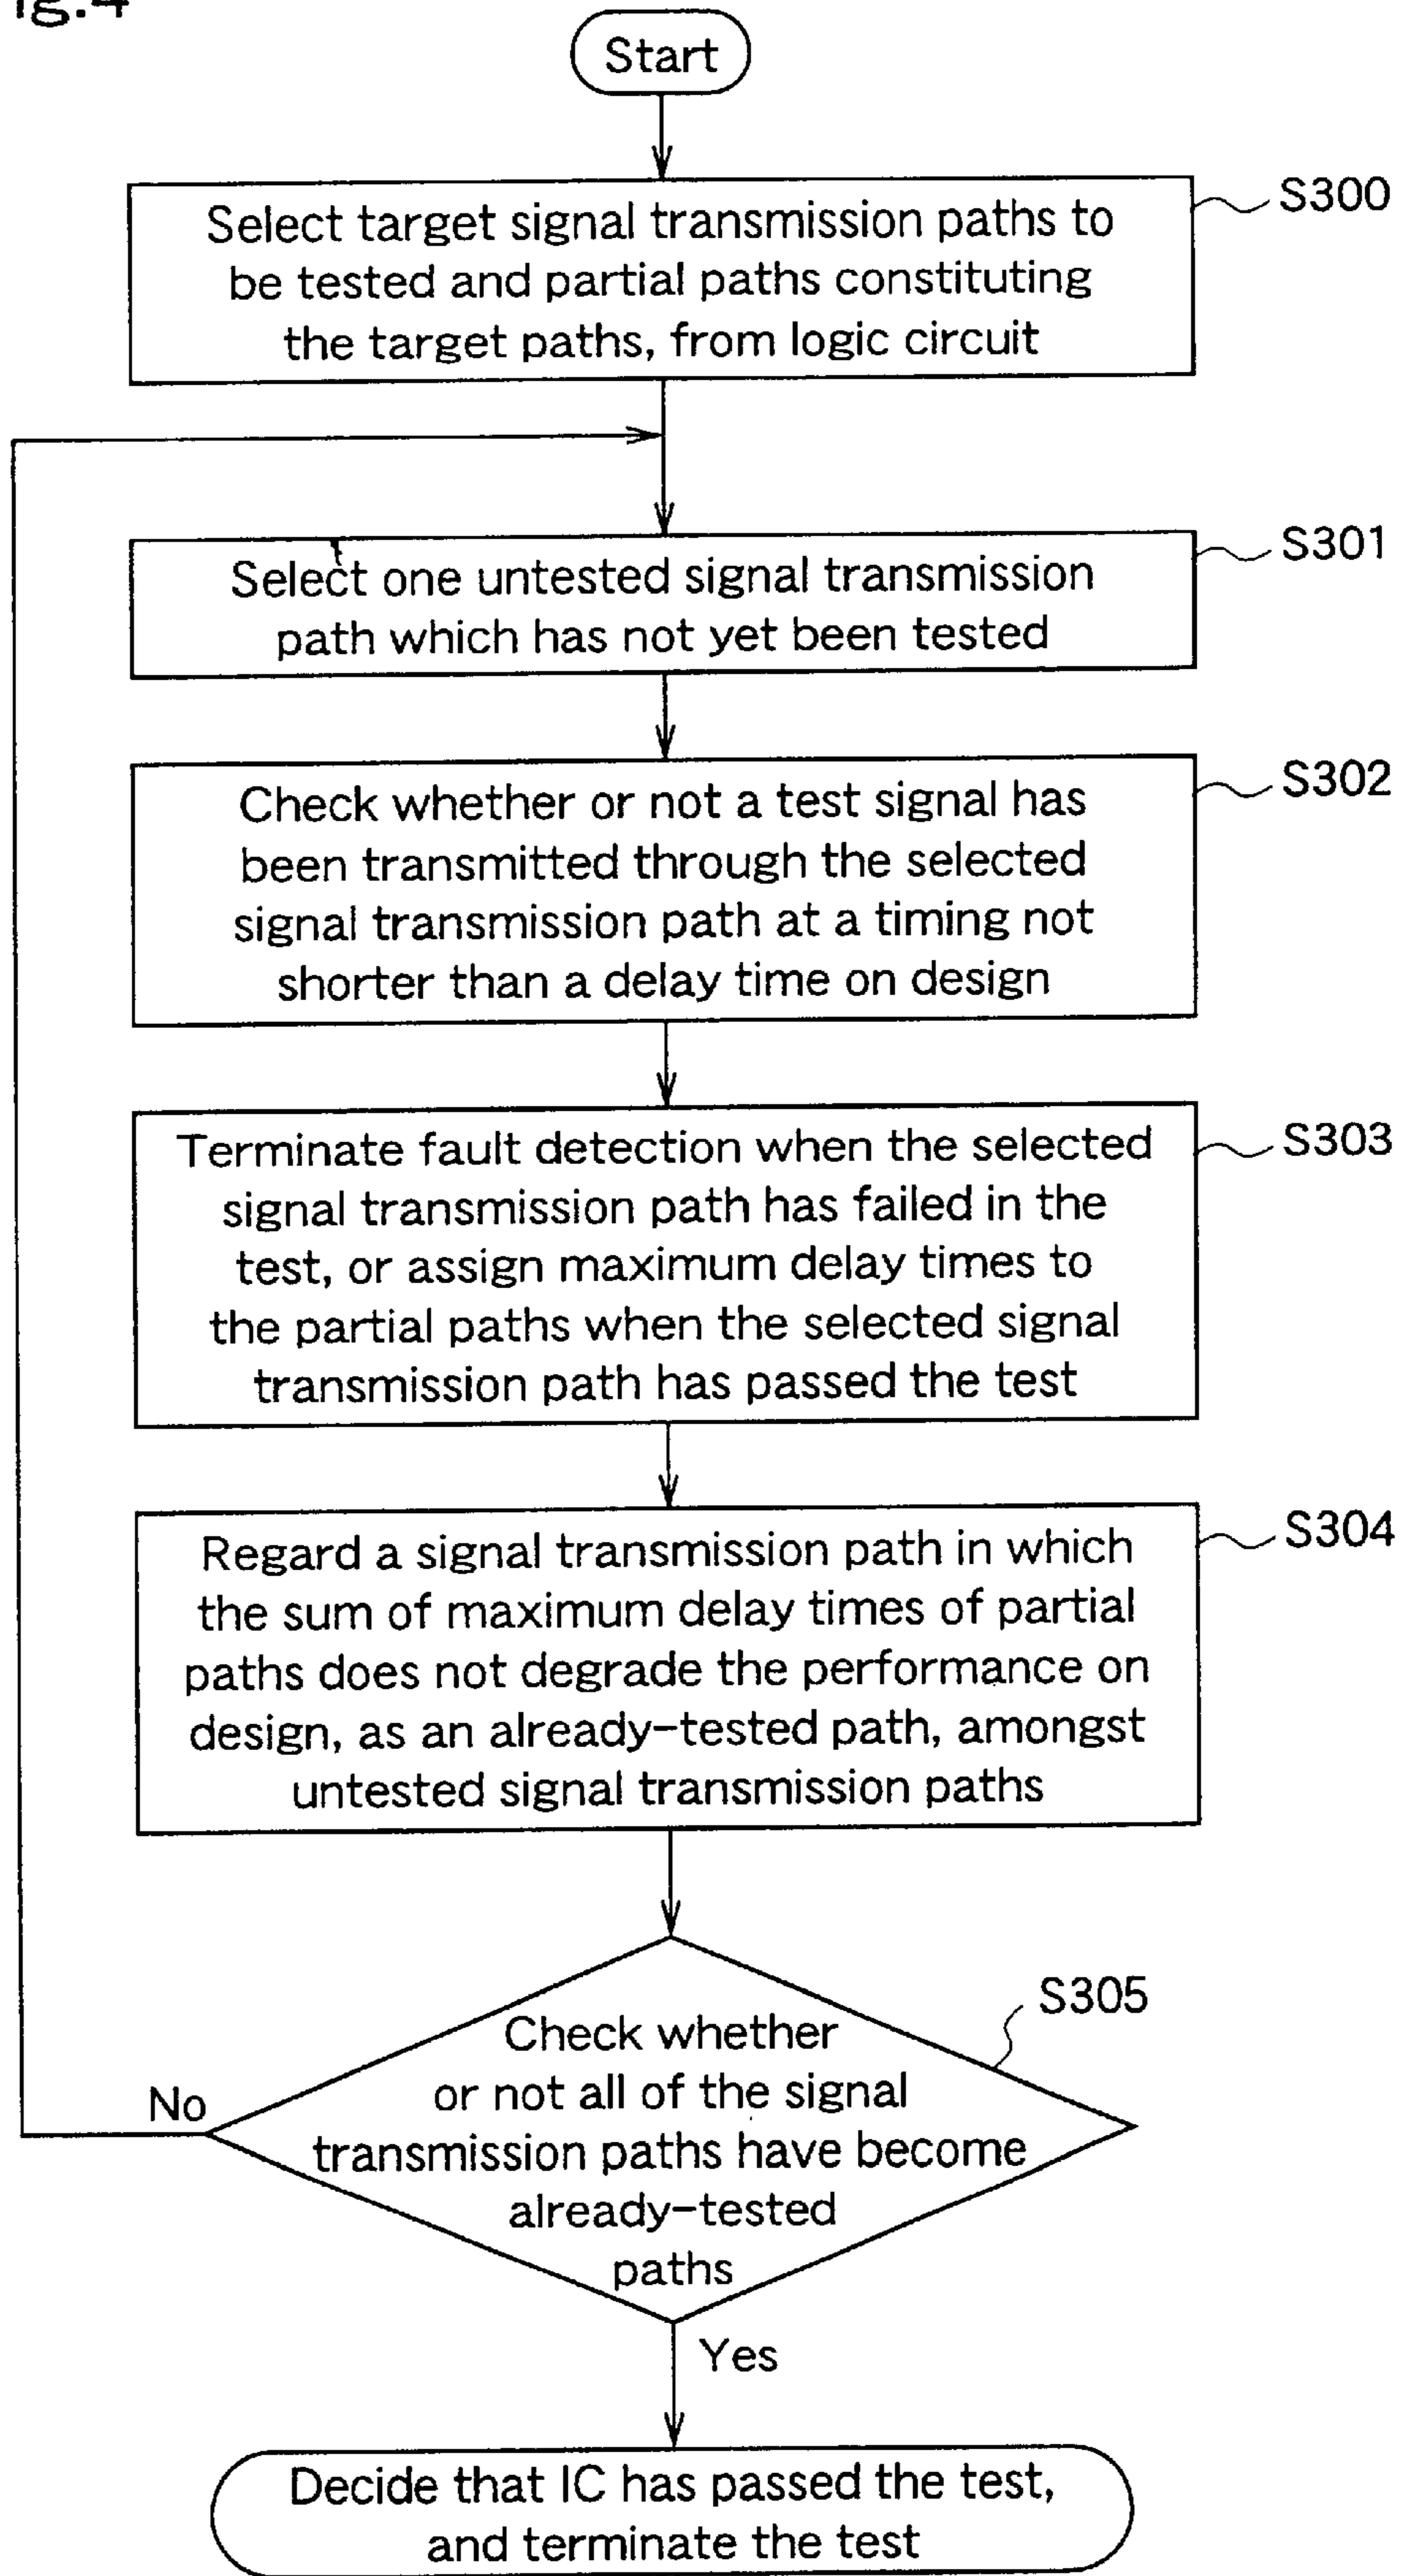 ig.4
Start
S300
Select target signal transmission paths to
be tested and partial paths constituting
the target paths, from logic circuit
S301
Select one untested signal transmission
path which has not yet been tested
S302
Check whether or not a test signal has
been transmitted through the selected
signal transmission path at a timing not
shorter than a delay time on design
S303
Terminate fault detection when the selected
signal transmission path has failed in the
test, or assign maximum delay times to
the partial paths when the selected signal
transmission path has passed the test
S304
Regard a signal transmission path in which
the sum of maximum delay times of partial
paths does not degrade the performance on
design, as an already-tested path, amongst
untested signal transmission paths
S305
Check whether
or not all of the signal
transmission paths have become
already-tested
paths
No
Yes
Decide that IC has passed the test,
and terminate the test